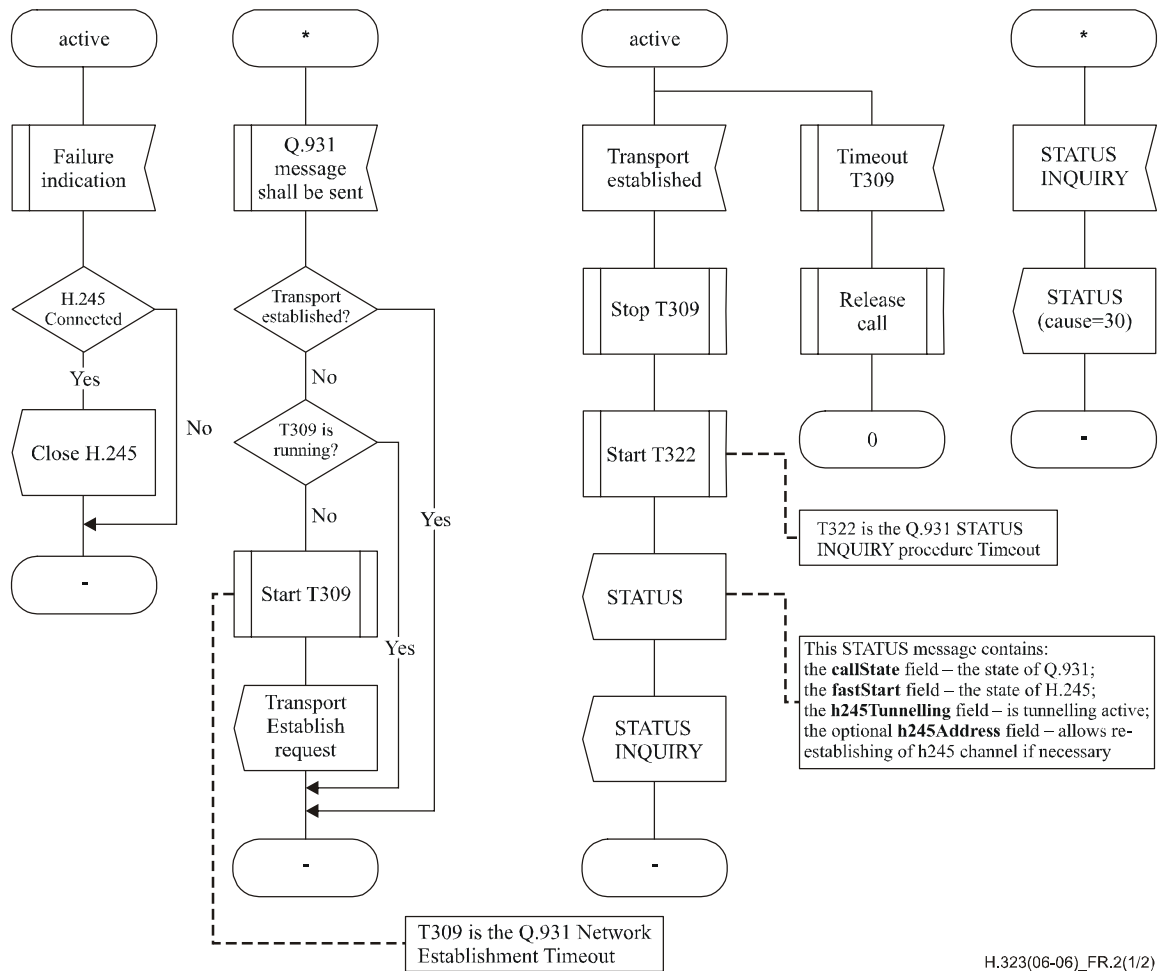 active
Failure
indication
H.245
Connected
Yes
No
Close H.245
-
*
Q.931
message
shall be sent
Transport
established?
No
T309 is
running?
No
Yes
Yes
Start T309
Transport
Establish
request
-
T309 is the Q.931 Network
Establishment Timeout
active
Transport
established
Stop T309
Start T322
STATUS
STATUS
INQUIRY
-
Timeout
T309
Release
call
0
T322 is the Q.931 STATUS
INQUIRY procedure Timeout
This STATUS message contains:
the callState field – the state of Q.931;
the fastStart field – the state of H.245;
the h245Tunnelling field – is tunnelling active;
the optional h245Address field – allows re-
establishing of h245 channel if necessary
*
STATUS
INQUIRY
STATUS
(cause=30)
-
H.323(06-06)_FR.2(1/2)